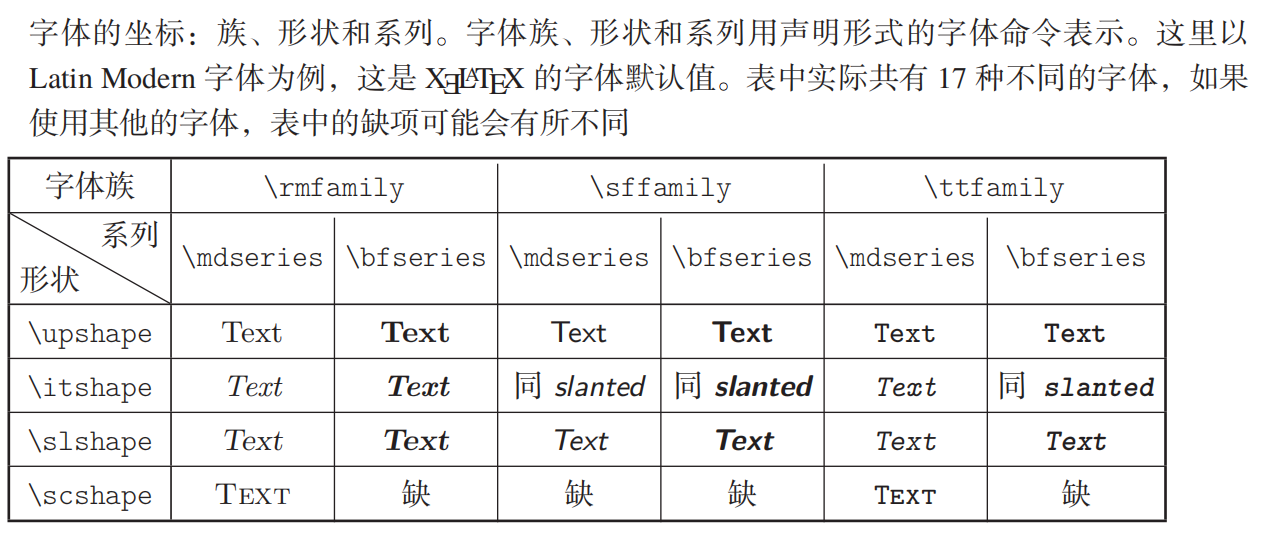 字体的坐标：族、形状和系列。字体族、形状和系列用声明形式的字体命令表示。这里以
Latin Modern 字体为例，这是 XƎLATEX 的字体默认值。表中实际共有 17 种不同的字体，如果
使用其他的字体，表中的缺项可能会有所不同
字体族 \rmfamily \sffamily \ttfamily
系列
形状 \mdseries \bfseries \mdseries \bfseries \mdseries \bfseries
\upshape Text Text Text Text Text Text
\itshape Text Text 同 slanted 同 slanted Text 同 slanted
\slshape Text Text Text Text Text Text
\scshape TEXT 缺 缺 缺 TEXT 缺